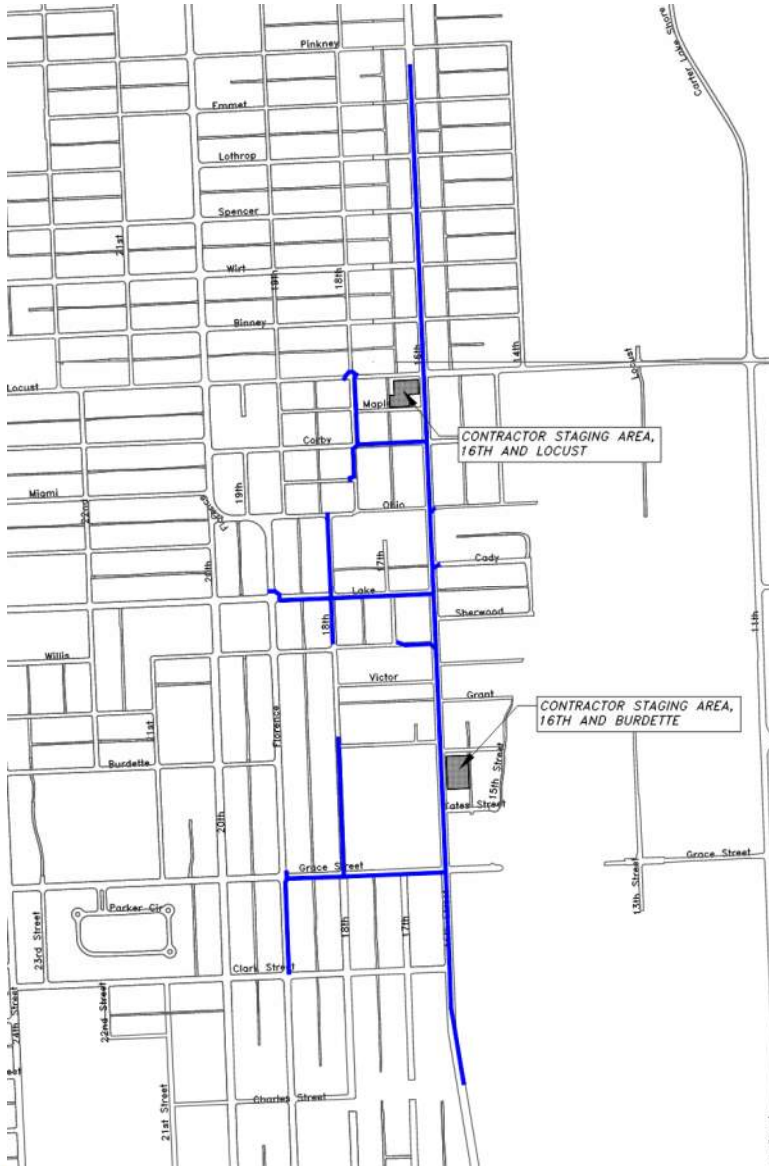 Pinkney
Carter Lake Shore
Emmet
Lothrop
Spencer
21st
Wirt
19th
18th
Binney
16th
14th
Locust
Locust
Maple
CONTRACTOR STAGING AREA,
16TH AND LOCUST
Corby
Miami
19th
22nd
Ohio
20th
17th
Cady
Lake
18th
Sherwood
11th
Willis
Victor
Grant
CONTRACTOR STAGING AREA,
16TH AND BURDETTE
21st
Florence
Burdette
15th Street
20th
Grace Street
Grace Street
Parker Cir
18th
17th
13th Street
23rd Street
Clark Street
24th Street
22nd Street
Charles Street
21st Street